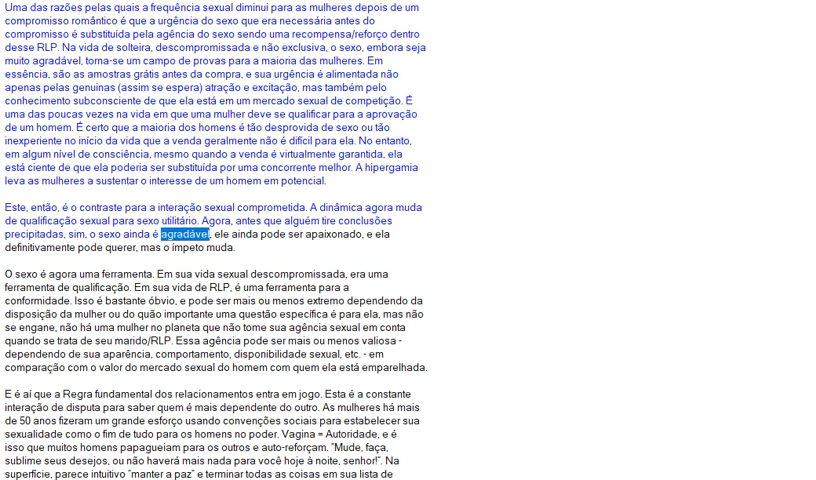 Uma das razões pelas quais a frequência sexual diminui para as mulheres depois de um
compromisso romântico é que a urgência do sexo que era necessária antes do
compromisso é substituída pela agência do sexo sendo uma recompensa/reforço dentro
desse RLP. Na vida de solteira, descompromissada e não exclusiva, o sexo, embora seja
muito agradável, torna-se um campo de provas para a maioria das mulheres. Em
essência, são as amostras grátis antes da compra, e sua urgência é alimentada não
apenas pelas genuinas (assim se espera) atração e excitação, mas também pelo
conhecimento subconsciente de que ela está em um mercado sexual de competição. É
uma das poucas vezes na vida em que uma mulher deve se qualificar para a aprovação
de um homem. É certo que a maioria dos homens é tão desprovida de sexo ou tão
inexperiente no início da vida que a venda geralmente não é difícil para ela. No entanto,
em algum nível de consciência, mesmo quando a venda é virtualmente garantida, ela
está ciente de que ela poderia ser substituída por uma concorrente melhor. A hipergamia
leva as mulheres a sustentar o interesse de um homem em potencial.
Este, então, é o contraste para a interação sexual comprometida. A dinâmica agora muda
de qualificação sexual para sexo utilitário. Agora, antes que alguém tire conclusões
precipitadas, sim, o sexo ainda é agradável, ele ainda pode ser apaixonado, e ela
definitivamente pode querer, mas o ímpeto muda.
O sexo é agora uma ferramenta. Em sua vida sexual descompromissada, era uma
ferramenta de qualificação. Em sua vida de RLP, é uma ferramenta para a
conformidade. Isso é bastante óbvio, e pode ser mais ou menos extremo dependendo da
disposição da mulher ou do quão importante uma questão específica é para ela, mas não
se engane, não há uma mulher no planeta que não tome sua agência sexual em conta
quando se trata de seu marido/RLP. Essa agência pode ser mais ou menos valiosa -
dependendo de sua aparência, comportamento, disponibilidade sexual, etc. - em
comparação com o valor do mercado sexual do homem com quem ela está emparelhada.
E é aí que a Regra fundamental dos relacionamentos entra em jogo. Esta é a constante
interação de disputa para saber quem é mais dependente do outro. As mulheres há mais
de 50 anos fizeram um grande esforço usando convenções sociais para estabelecer sua
sexualidade como o fim de tudo para os homens no poder. Vagina = Autoridade, e é
isso que muitos homens papagueiam para os outros e auto-reforçam. "Mude, faça,
sublime seus desejos, ou não haverá mais nada para você hoje à noite, senhor!". Na
superfície, parece intuitivo "manter a paz" e terminar todas as coisas em sua lista de